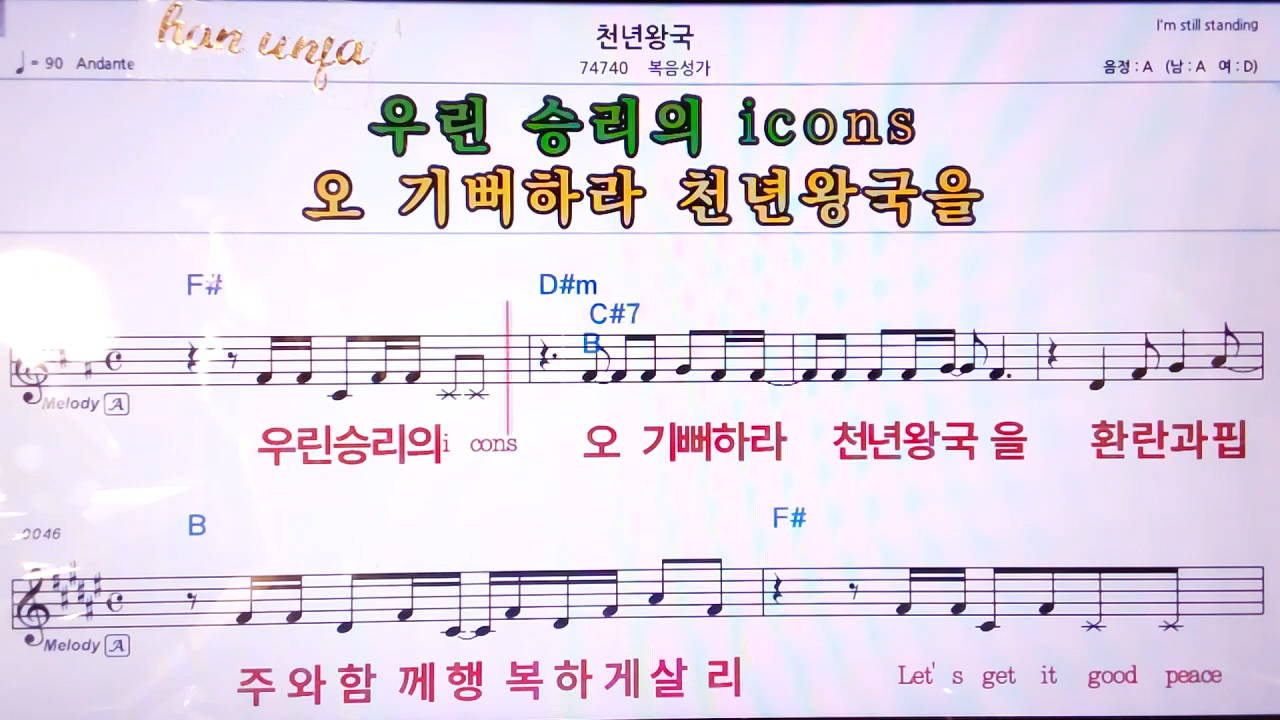 han unfa
천년왕국
I'm still standing
♩= 90 Andante
74740 복음성가
음정 : A (남 : A 여 : D)
우린 승리의 icons
오 기뻐하라 천년왕국을
F# D#m
C#7
B
Melody A
우린승리의i cons 오 기뻐하라 천년왕국 을 환란과핍
0046
B F#
Melody A
주와함 께행 복하게살 리 Let' s get it good peace